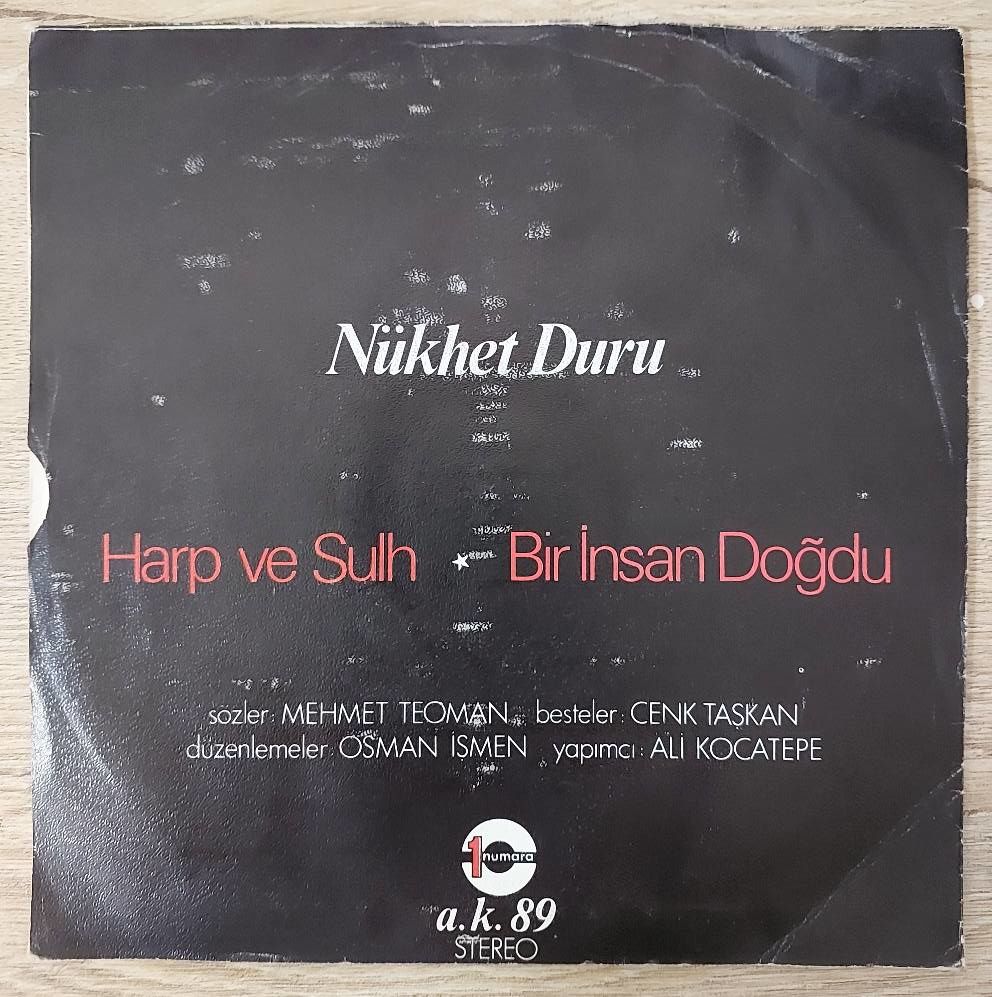 Nükhet Duru
Harp ve Sulh ★ Bir İnsan Doğdu
sözler: MEHMET TEOMAN besteler: CENK TAŞKAN
düzenlemeler: OSMAN İŞMEN yapımcı: ALİ KOCATEPE
1 numara
a.k. 89
STEREO